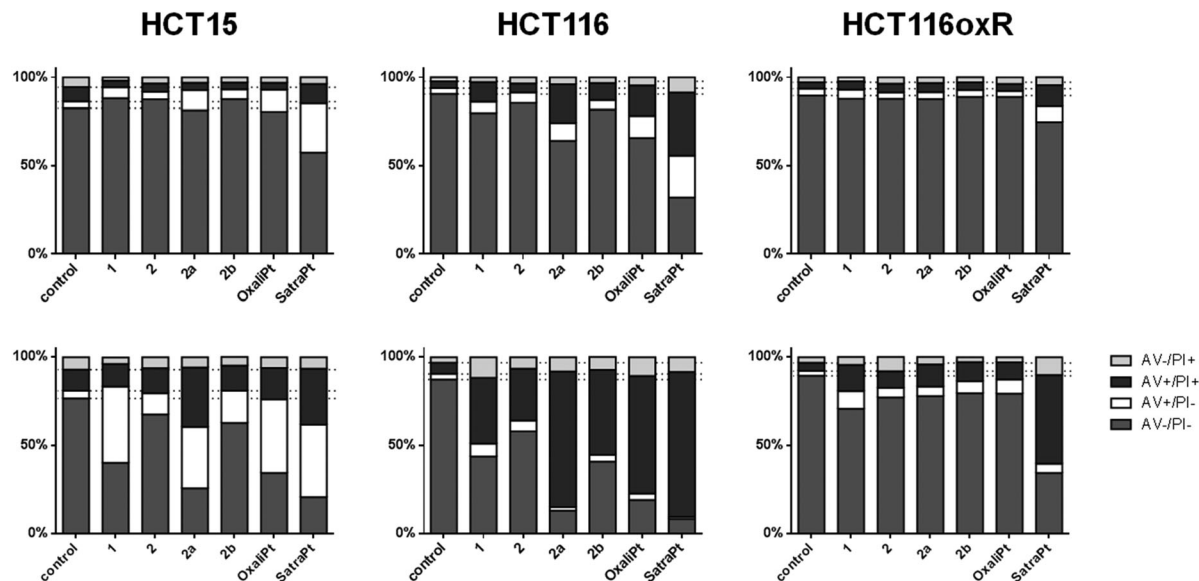 HCT15 HCT116 HCT116oxR
100% 100% 100%
50% 50% 50%
0% 0% 0%
control 1 2 2a 2b OxaliPt SatraPt control 1 2 2a 2b OxaliPt SatraPt control 1 2 2a 2b OxaliPt SatraPt
100% 100% 100%
AV-/PI+
AV+/PI+
AV+/PI-
AV-/PI-
50% 50% 50%
0% 0% 0%
control 1 2 2a 2b OxaliPt SatraPt control 1 2 2a 2b OxaliPt SatraPt control 1 2 2a 2b OxaliPt SatraPt